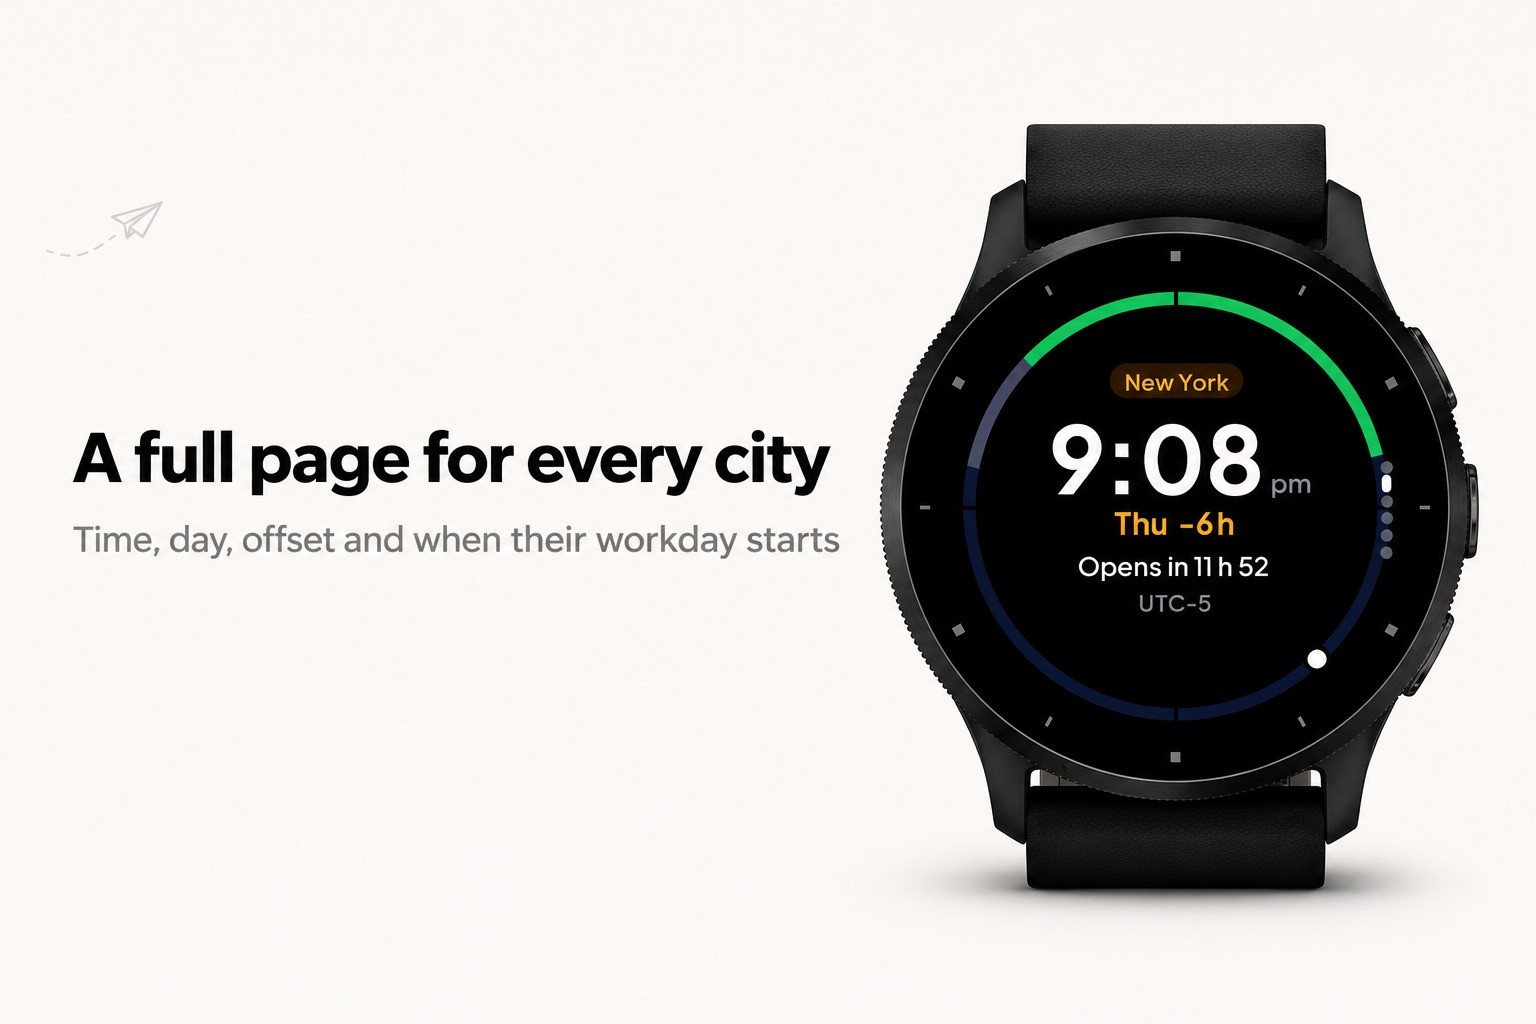 A full page for every city
Time, day, offset and when their workday starts
New York
9:08 pm
Thu -6h
Opens in 11 h 52
UTC-5